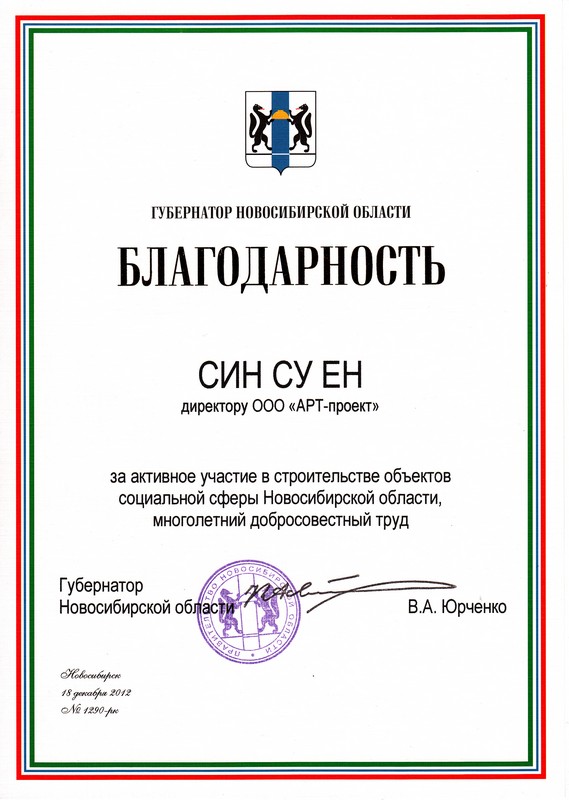 ГУБЕРНАТОР НОВОСИБИРСКОЙ ОБЛАСТИ
БЛАГОДАРНОСТЬ
СИН СУ ЕН
директору ООО «АРТ-проект»
за активное участие в строительстве объектов
социальной сферы Новосибирской области,
многолетний добросовестный труд
Губернатор
Новосибирской области
В.А. Юрченко
ПРАВИТЕЛЬСТВО НОВОСИБИРСКОЙ ОБЛАСТИ
Новосибирск
18 декабря 2012
№ 1290-рк